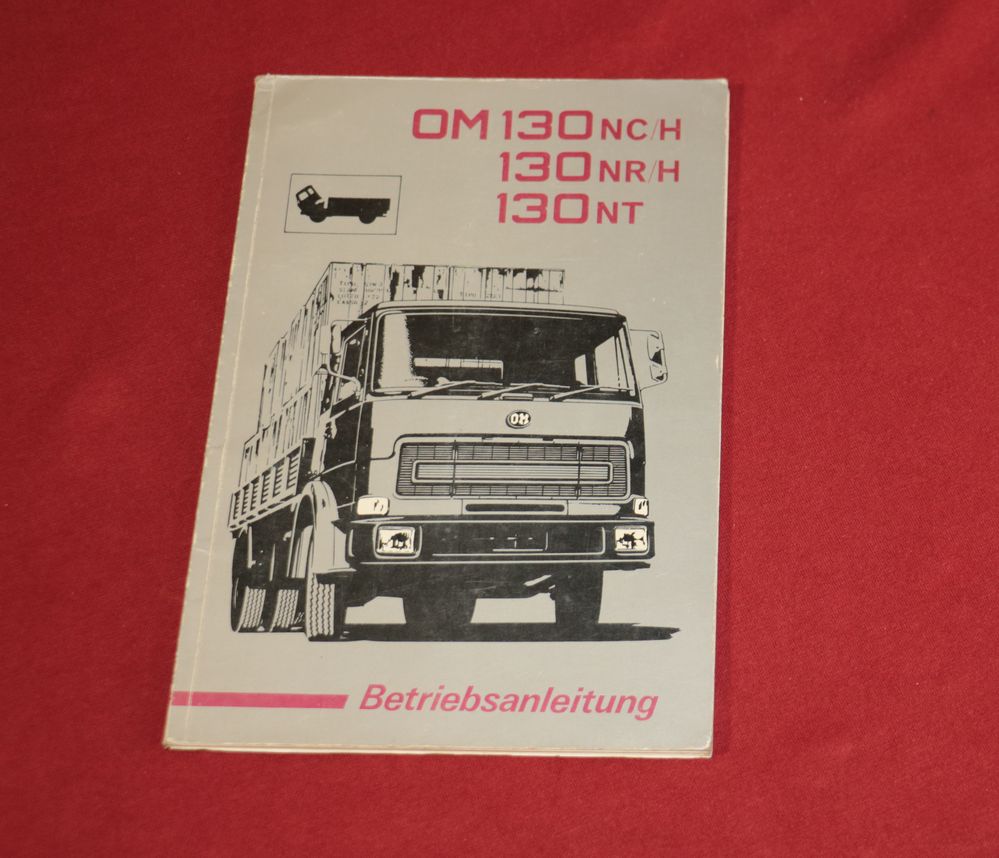 OM 130 NC/H
130 NR/H
130 NT
OM
Betriebsanleitung